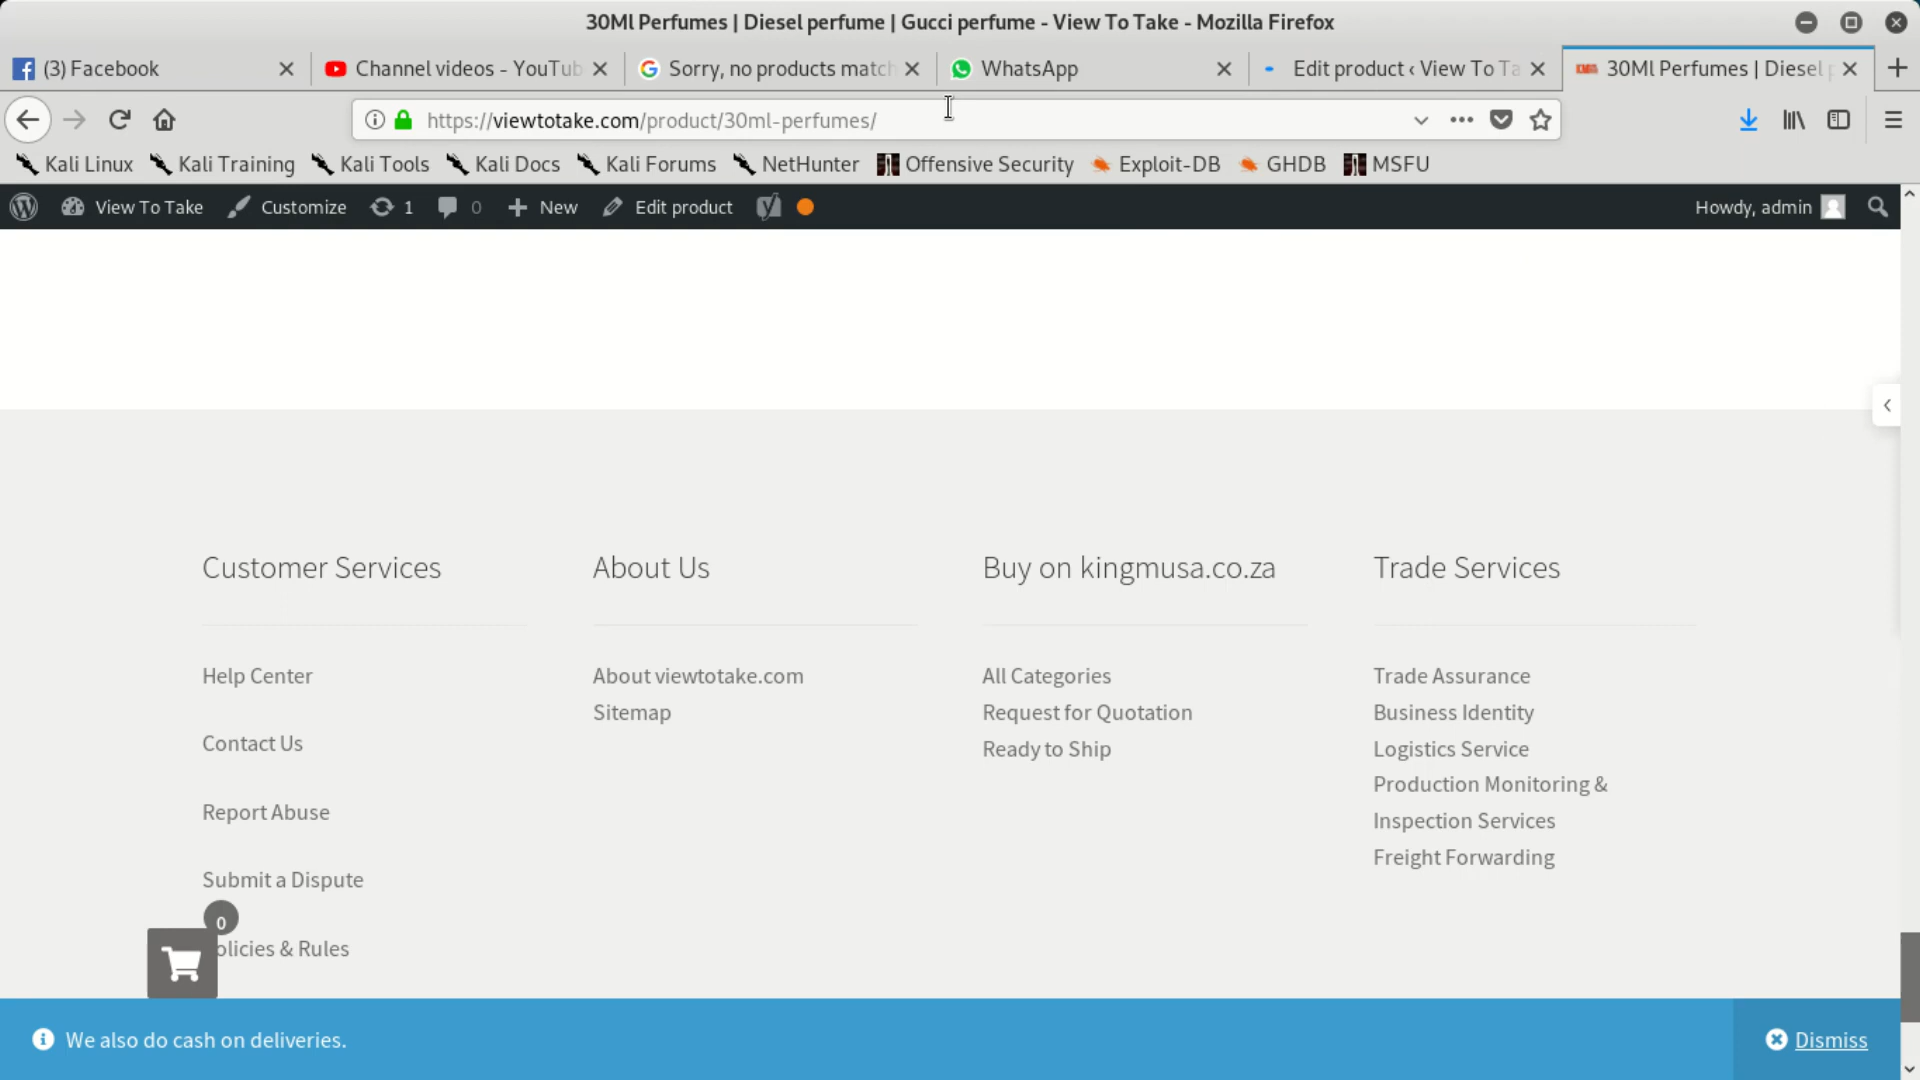 30Ml Perfumes | Diesel perfume | Gucci perfume - View To Take - Mozilla Firefox
(3) Facebook
Channel videos - YouTub
Sorry, no products match
WhatsApp
Edit product ‹ View To Ta
30Ml Perfumes | Diesel p
https://viewtotake.com/product/30ml-perfumes/
Kali Linux
Kali Training
Kali Tools
Kali Docs
Kali Forums
NetHunter
Offensive Security
Exploit-DB
GHDB
MSFU
View To Take
Customize
1
0
New
Edit product
Howdy, admin
Customer Services
About Us
Buy on kingmusa.co.za
Trade Services
Help Center
Contact Us
Report Abuse
Submit a Dispute
olicies & Rules
About viewtotake.com
Sitemap
All Categories
Request for Quotation
Ready to Ship
Trade Assurance
Business Identity
Logistics Service
Production Monitoring &
Inspection Services
Freight Forwarding
0
We also do cash on deliveries.
Dismiss